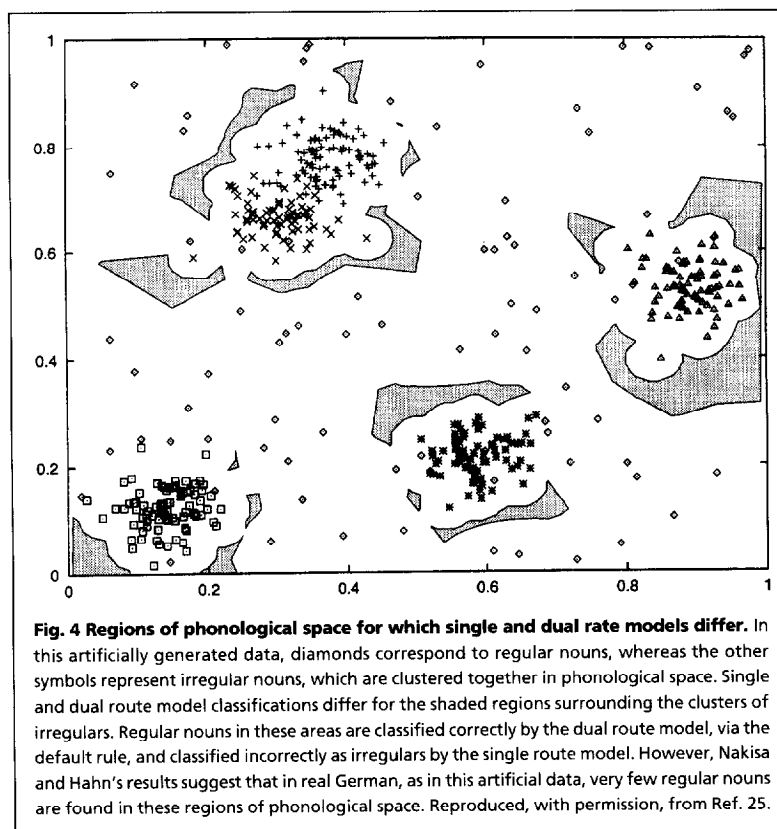 1
0.8
0.6
0.4
0.2
0
0
0.2
0.4
0.6
0.8
1
Fig. 4 Regions of phonological space for which single and dual rate models differ. In
this artificially generated data, diamonds correspond to regular nouns, whereas the other
symbols represent irregular nouns, which are clustered together in phonological space. Single
and dual route model classifications differ for the shaded regions surrounding the clusters of
irregulars. Regular nouns in these areas are classified correctly by the dual route model, via the
default rule, and classified incorrectly as irregulars by the single route model. However, Nakisa
and Hahn's results suggest that in real German, as in this artificial data, very few regular nouns
are found in these regions of phonological space. Reproduced, with permission, from Ref. 25.